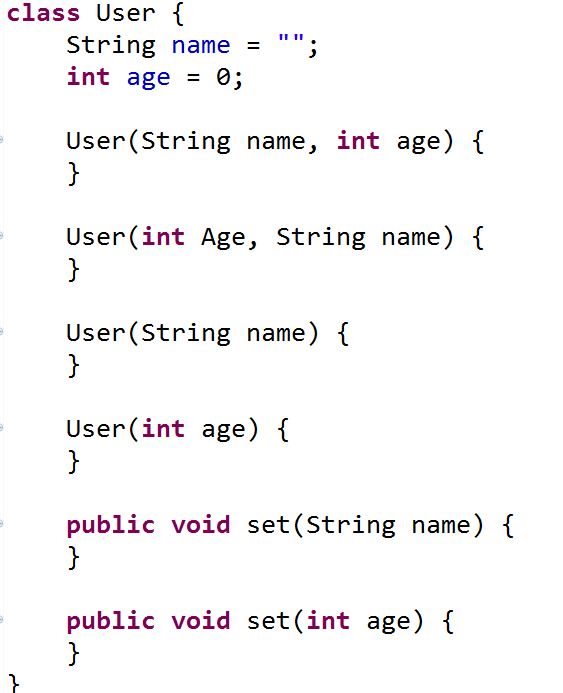 class User {
    String name = "";
    int age = 0;

    User(String name, int age) {
    }

    User(int Age, String name) {
    }

    User(String name) {
    }

    User(int age) {
    }

    public void set(String name) {
    }

    public void set(int age) {
    }
}